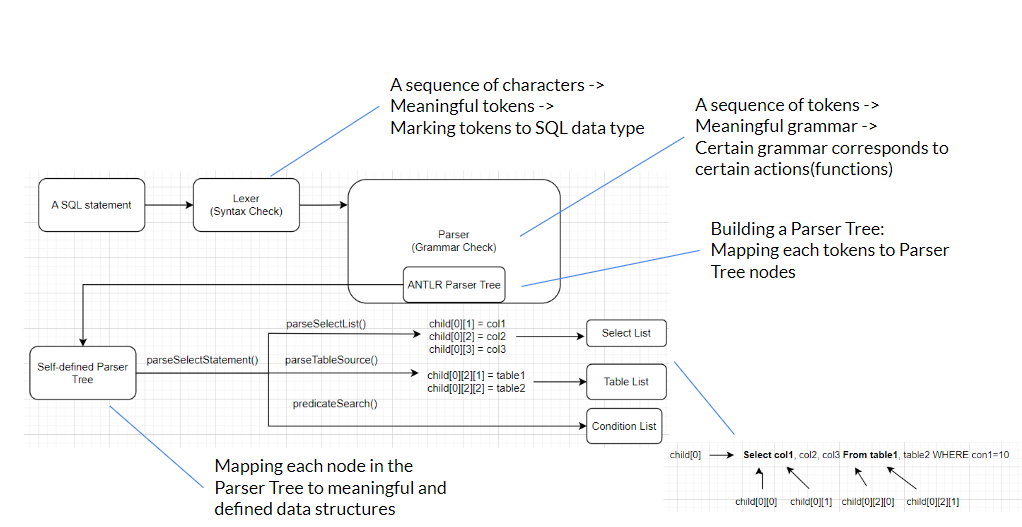 A sequence of characters ->
Meaningful tokens ->
Marking tokens to SQL data type
A sequence of tokens ->
Meaningful grammar ->
Certain grammar corresponds to
certain actions(functions)
A SQL statement
Lexer
(Syntax Check)
Parser
(Grammar Check)
ANTLR Parser Tree
Building a Parser Tree:
Mapping each tokens to Parser
Tree nodes
Self-defined Parser
Tree
parseSelectStatement()
parseSelectList()
child[0][1] = col1
child[0][2] = col2
child[0][3] = col3
Select List
parseTableSource()
child[0][2][1] = table1
child[0][2][2] = table2
Table List
predicateSearch()
Condition List
Mapping each node in the
Parser Tree to meaningful and
defined data structures
child[0]
Select col1, col2, col3 From table1, table2 WHERE con1=10
child[0][0]
child[0][1]
child[0][2][0]
child[0][2][1]